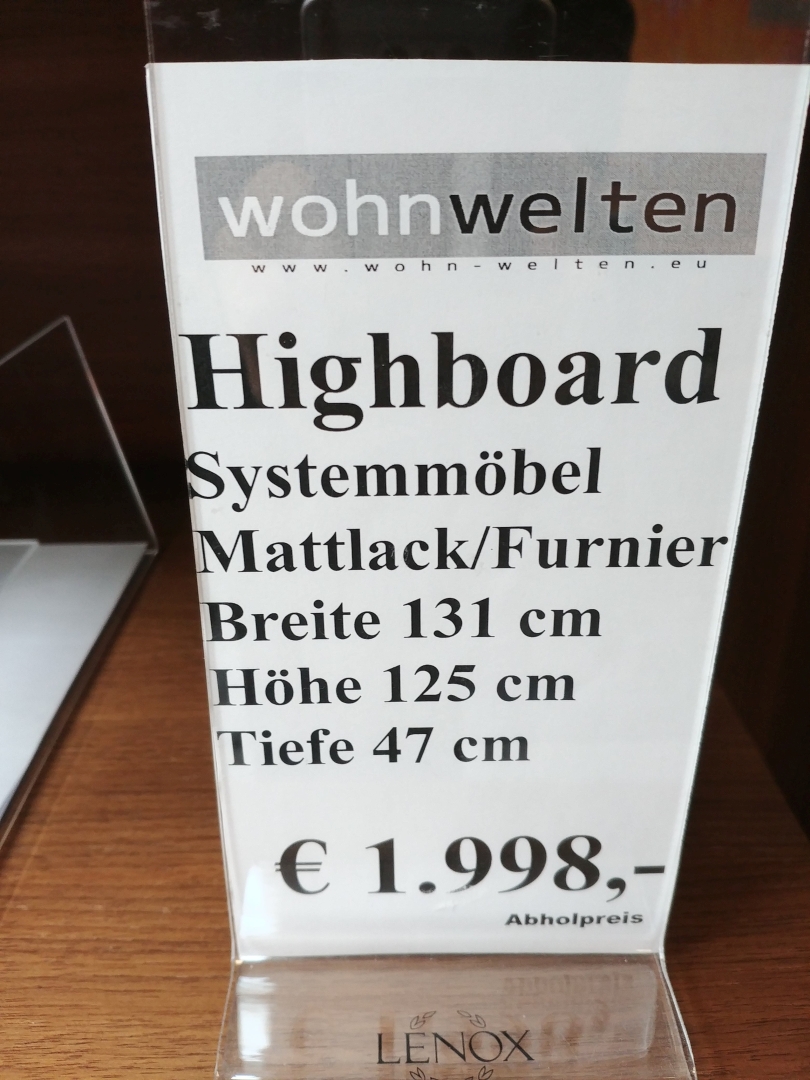 wohnwelten
www.wohn-welten.eu
Highboard
Systemmöbel
Mattlack/Furnier
Breite 131 cm
Höhe 125 cm
Tiefe 47 cm
€ 1.998,-
Abholpreis
LENOX